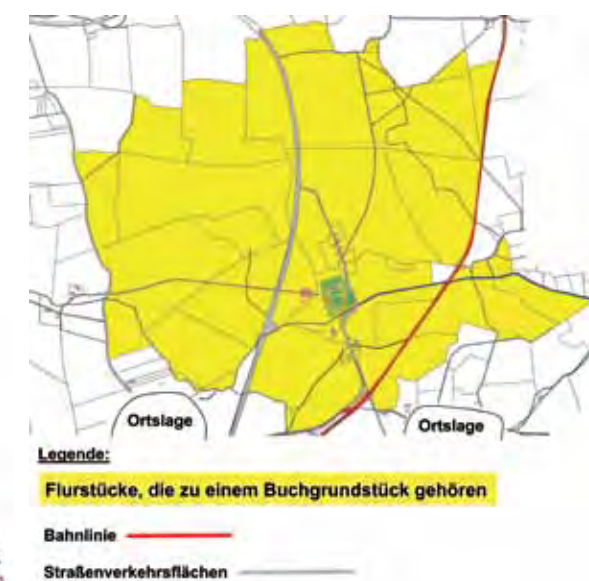 Ortslage
Ortslage
Legende:
Flurstücke, die zu einem Buchgrundstück gehören
Bahnlinie
Straßenverkehrsflächen